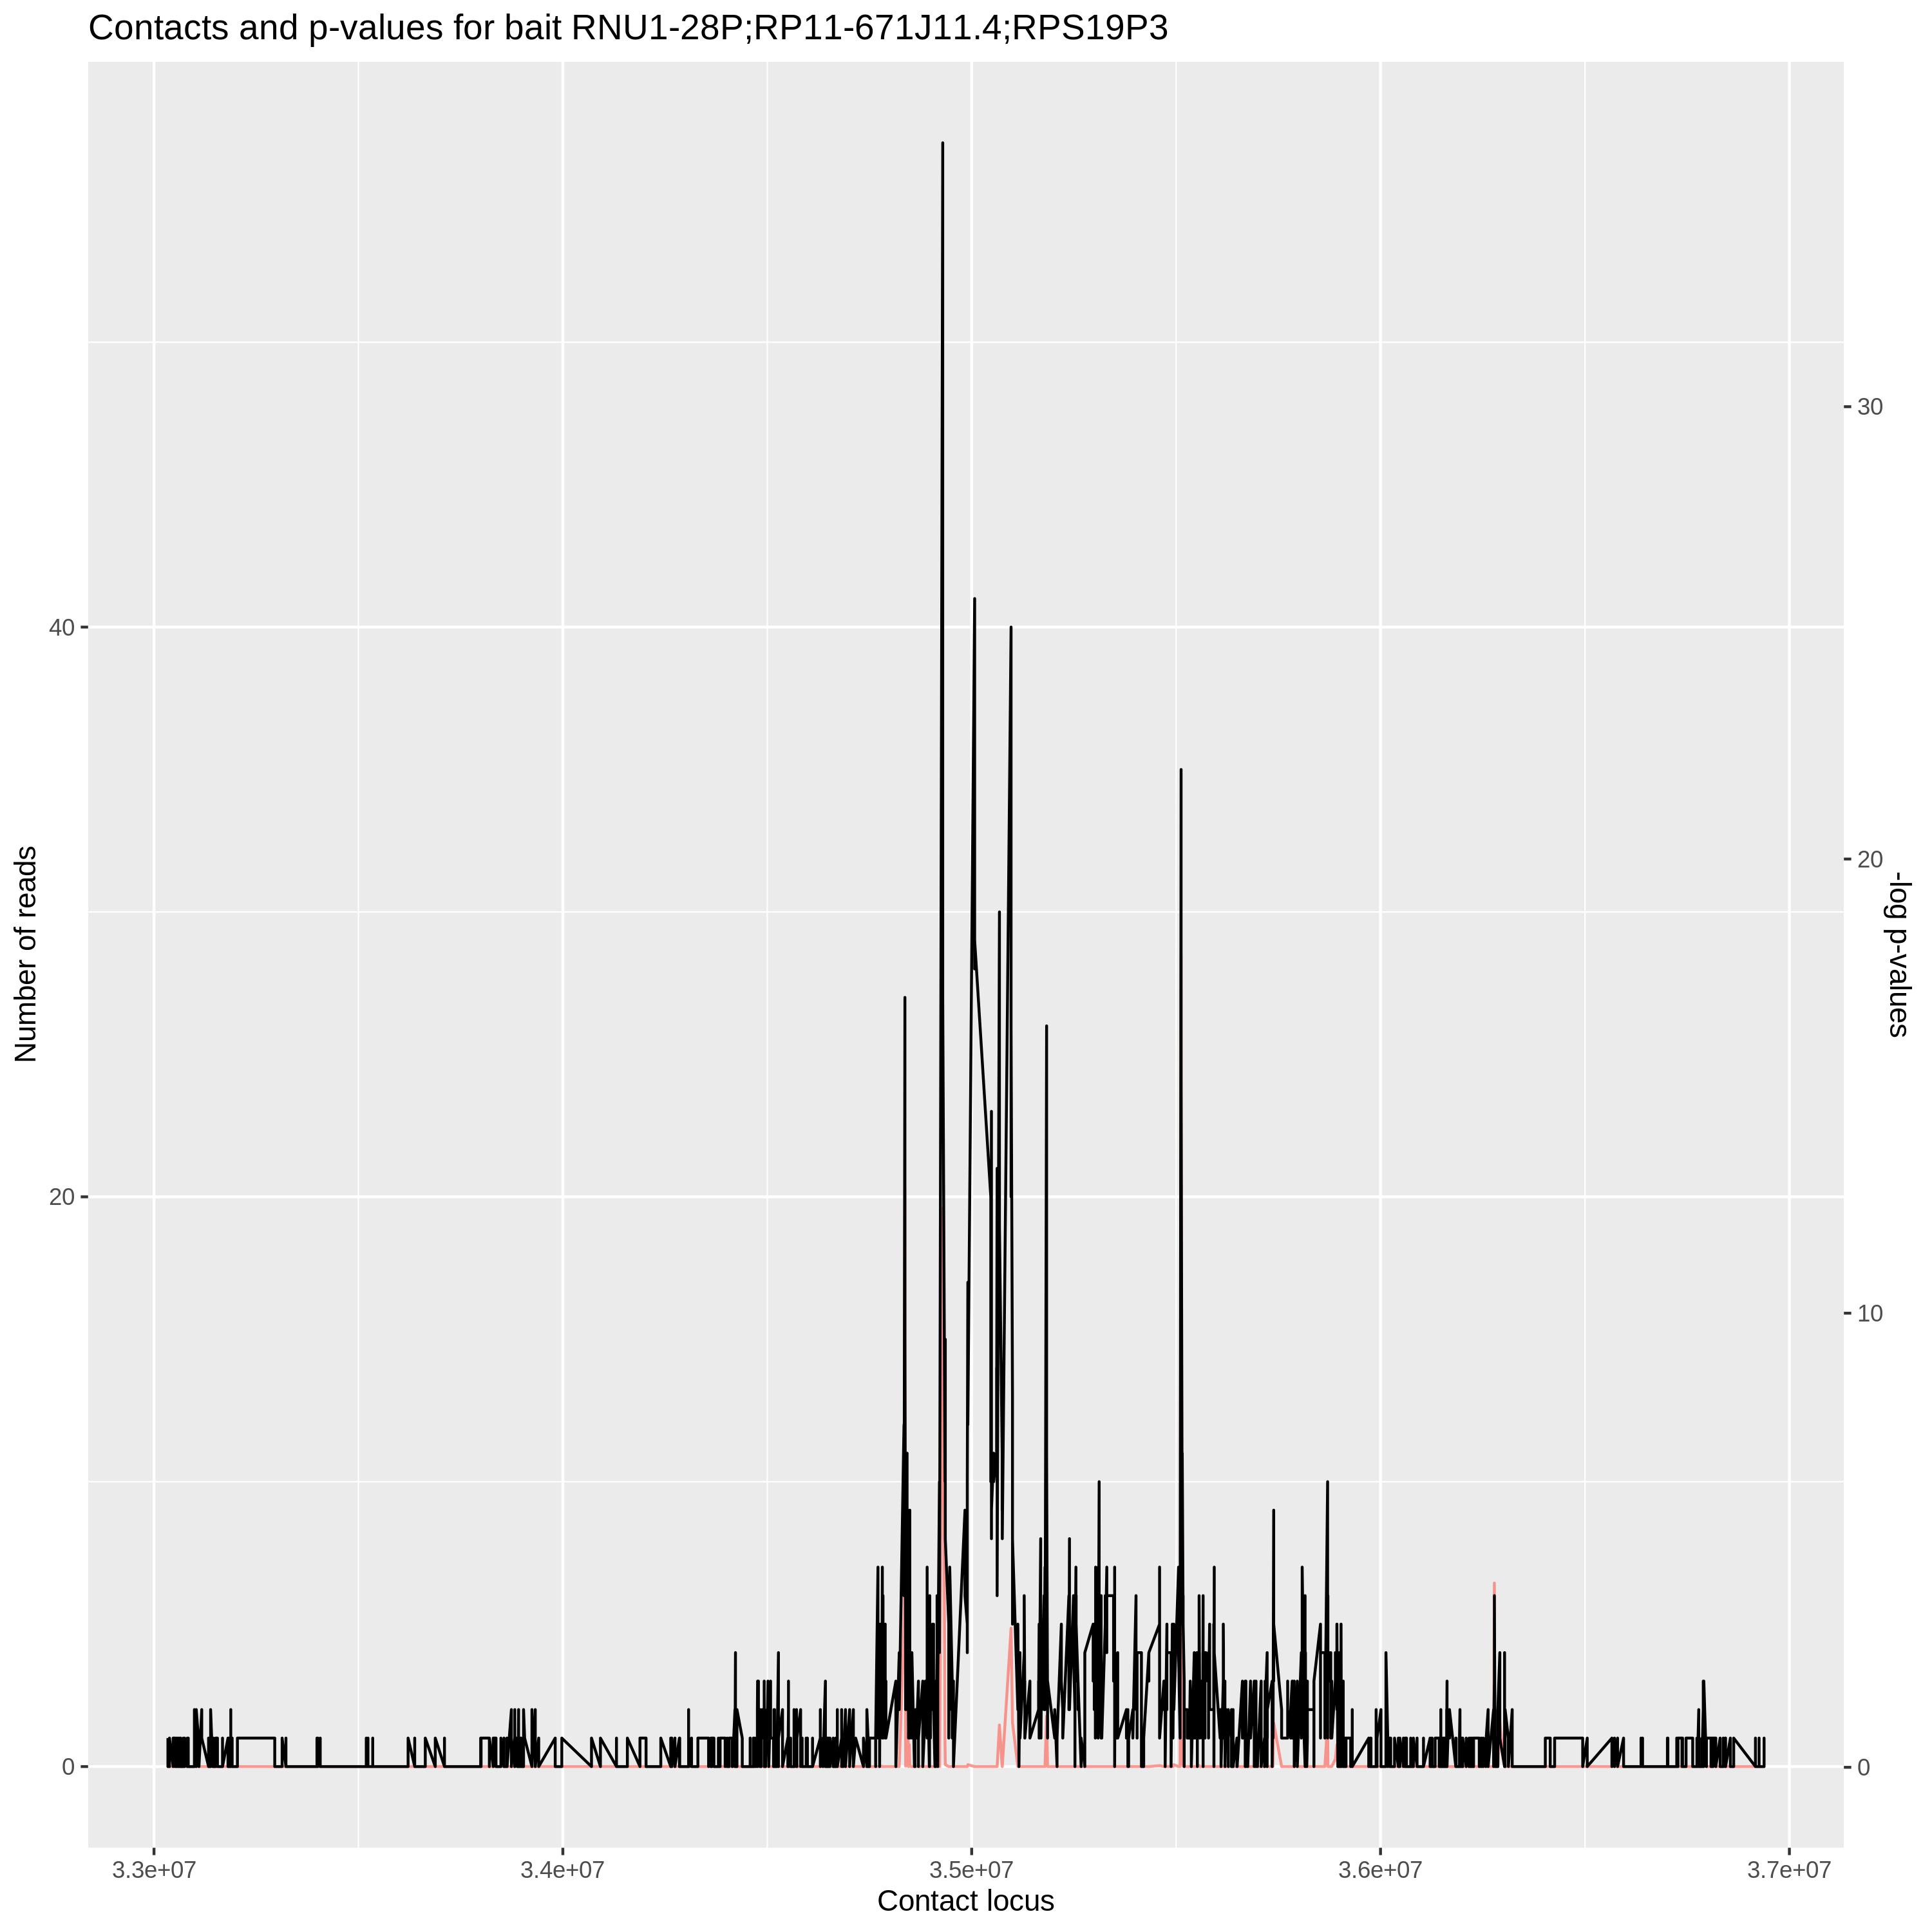 Contacts and p-values for bait RNU1-28P;RP11-671J11.4;RPS19P3
Number of reads
40
20
0
30
20
10
0
-log p-values
3.3e+07
3.4e+07
3.5e+07
3.6e+07
3.7e+07
Contact locus